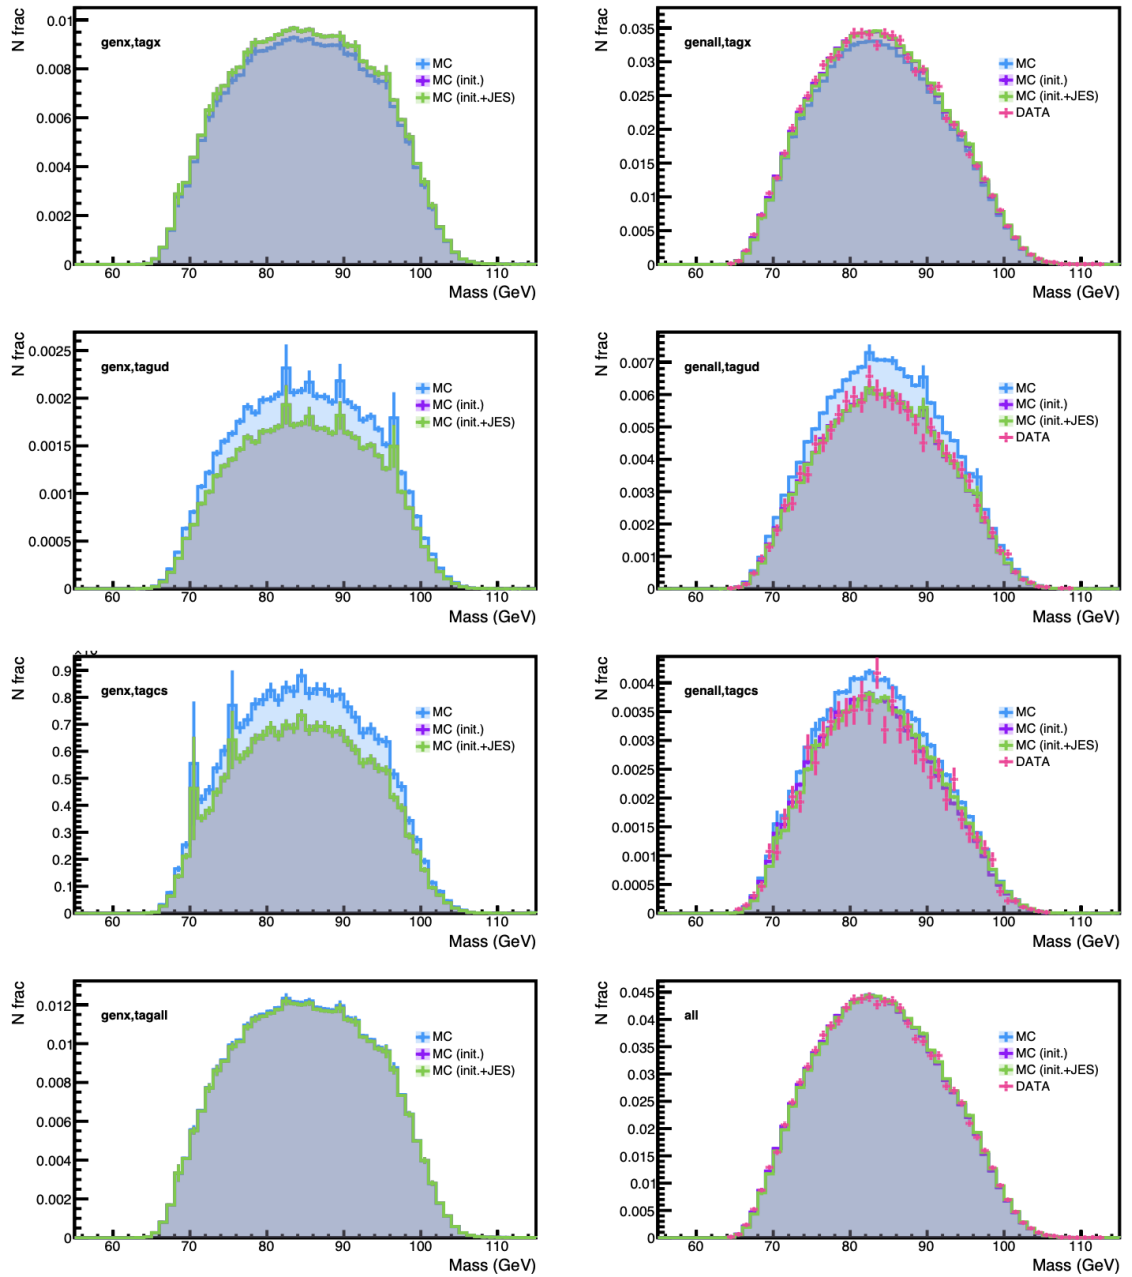 N frac
0.01
0.008
0.006
0.004
0.002
0
genx,tagx
MC
MC (init.)
MC (init.+JES)
60 70 80 90 100 110
Mass (GeV)
N frac
0.035
0.03
0.025
0.02
0.015
0.01
0.005
0
genall,tagx
MC
MC (init.)
MC (init.+JES)
DATA
60 70 80 90 100 110
Mass (GeV)
N frac
0.0025
0.002
0.0015
0.001
0.0005
0
genx,tagud
MC
MC (init.)
MC (init.+JES)
60 70 80 90 100 110
Mass (GeV)
N frac
0.007
0.006
0.005
0.004
0.003
0.002
0.001
0
genall,tagud
MC
MC (init.)
MC (init.+JES)
DATA
60 70 80 90 100 110
Mass (GeV)
N frac
0.9
0.8
0.7
0.6
0.5
0.4
0.3
0.2
0.1
0
genx,tagcs
MC
MC (init.)
MC (init.+JES)
60 70 80 90 100 110
Mass (GeV)
N frac
0.004
0.0035
0.003
0.0025
0.002
0.0015
0.001
0.0005
0
genall,tagcs
MC
MC (init.)
MC (init.+JES)
DATA
60 70 80 90 100 110
Mass (GeV)
N frac
0.012
0.01
0.008
0.006
0.004
0.002
0
genx,tagall
MC
MC (init.)
MC (init.+JES)
60 70 80 90 100 110
Mass (GeV)
N frac
0.045
0.04
0.035
0.03
0.025
0.02
0.015
0.01
0.005
0
all
MC
MC (init.)
MC (init.+JES)
DATA
60 70 80 90 100 110
Mass (GeV)